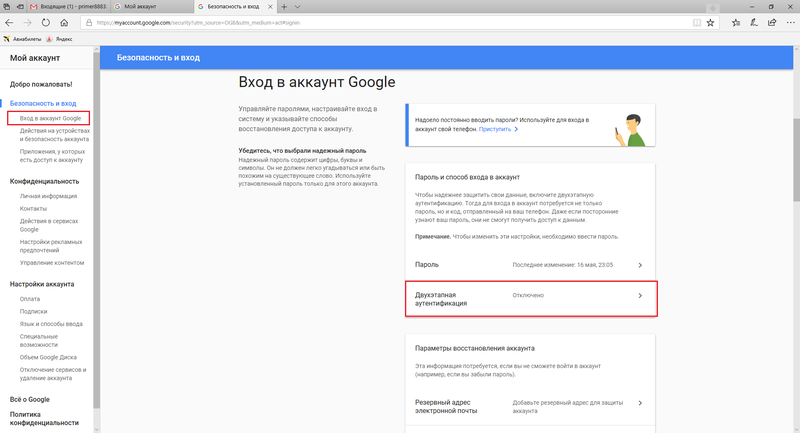 Входящие (1) - primer8883.
Мой аккаунт
Безопасность и вход
https://myaccount.google.com/security?utm_source=OGB&utm_medium=act#signin
Авиабилеты
Яндекс
Мой аккаунт
Безопасность и вход
Добро пожаловать!
Безопасность и вход
Вход в аккаунт Google
Действия на устройствах
и безопасность аккаунта
Приложения, у которых
есть доступ к аккаунту
Конфиденциальность
Личная информация
Контакты
Действия в сервисах
Google
Настройки рекламных
предпочтений
Управление контентом
Настройки аккаунта
Оплата
Подписки
Язык и способы ввода
Специальные
возможности
Объем Google Диска
Отключение сервисов и
удаление аккаунта
Всё о Google
Политика
конфиденциальности
Вход в аккаунт Google
Управляйте паролями, настраивайте вход в
систему и указывайте способы
восстановления доступа к аккаунту.
Убедитесь, что выбрали надежный пароль
Надежный пароль содержит цифры, буквы и
символы. Он не должен легко угадываться или быть
похожим на существующее слово. Используйте
установленный пароль только для этого аккаунта.
Надоело постоянно вводить пароли? Используйте для входа в
аккаунт свой телефон. Приступить
Пароль и способ входа в аккаунт
Чтобы надежнее защитить свои данные, включите двухэтапную
аутентификацию. Тогда для входа в аккаунт потребуется не только
пароль, но и код, отправленный на ваш телефон. Даже если посторонние
узнают ваш пароль, они не смогут получить доступ к данным
Примечание. Чтобы изменить эти настройки, необходимо ввести пароль.
Пароль Последнее изменение: 16 мая, 23:05
Двухэтапная Отключено
аутентификация
Параметры восстановления аккаунта
Эта информация потребуется, если вы не сможете войти в аккаунт
(например, если вы забыли пароль).
Резервный адрес Добавьте резервный адрес для защиты
электронной почты аккаунта